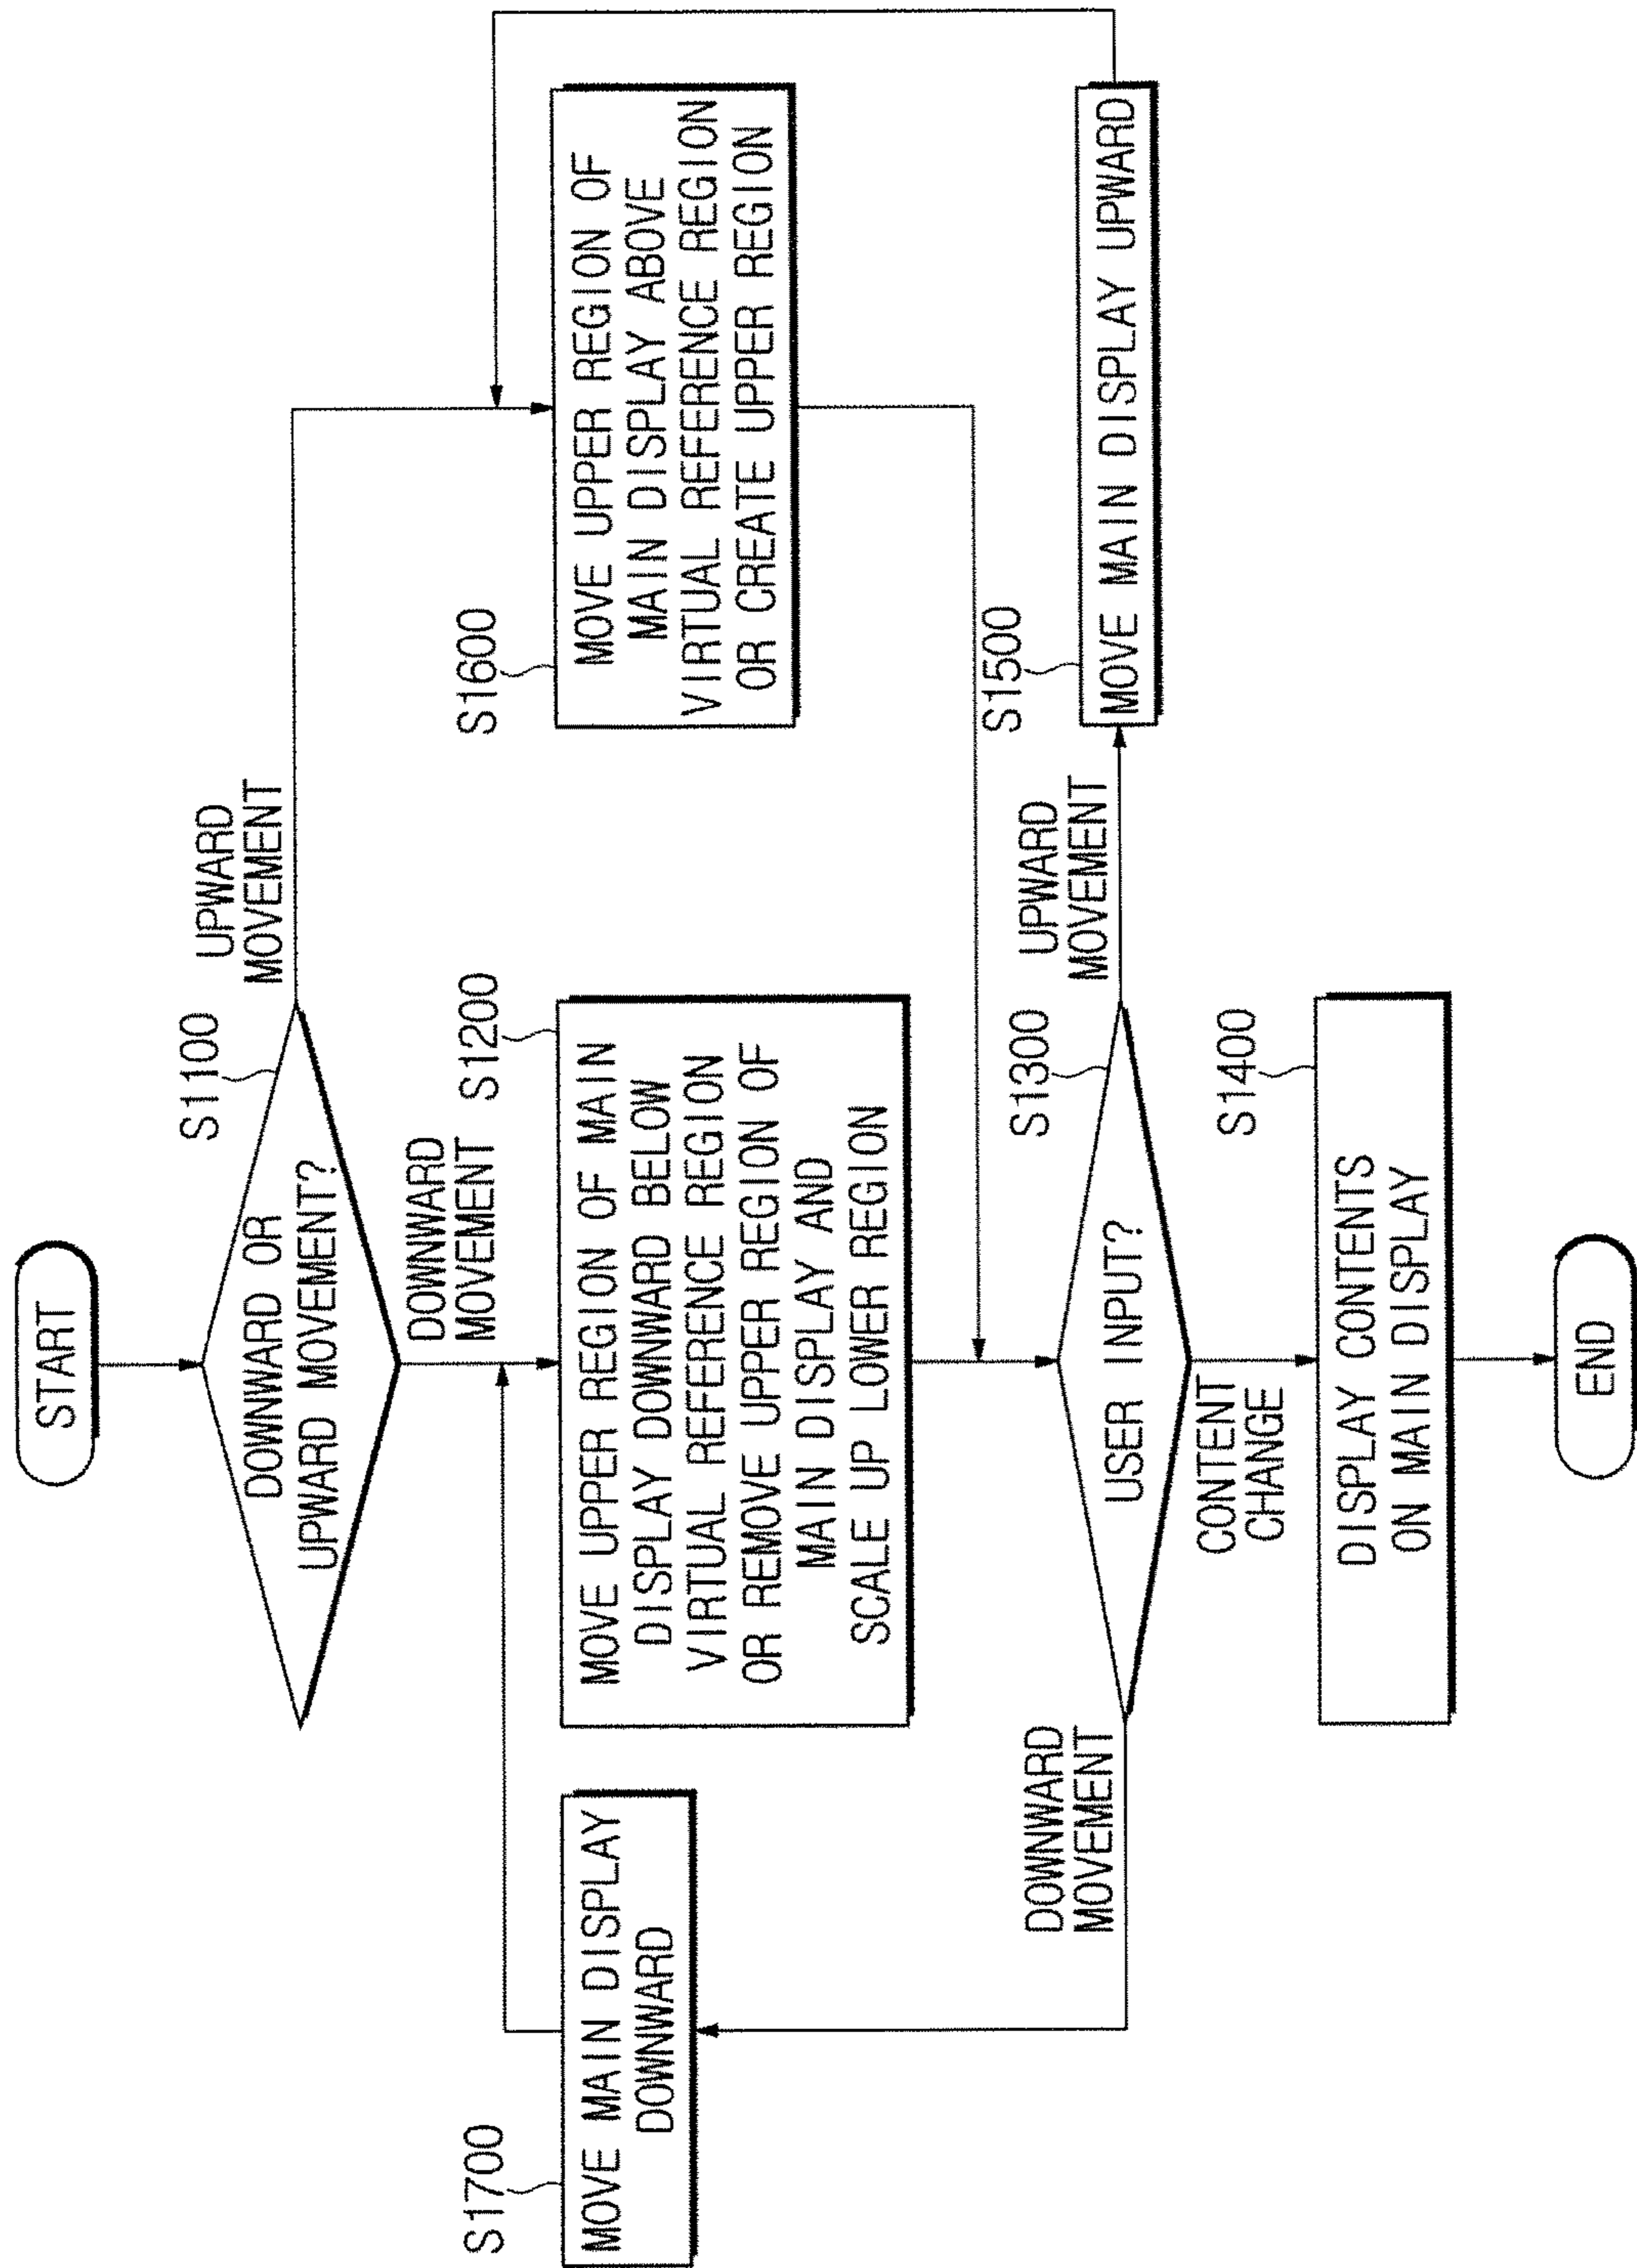 START
S1100
DOWNWARD OR
UPWARD MOVEMENT?
UPWARD
MOVEMENT
DOWNWARD
MOVEMENT
S1700
MOVE MAIN DISPLAY
DOWNWARD
S1200
MOVE UPPER REGION OF MAIN
DISPLAY DOWNWARD BELOW
VIRTUAL REFERENCE REGION
OR REMOVE UPPER REGION OF
MAIN DISPLAY AND
SCALE UP LOWER REGION
S1600
MOVE UPPER REGION OF
MAIN DISPLAY ABOVE
VIRTUAL REFERENCE REGION
OR CREATE UPPER REGION
DOWNWARD
MOVEMENT
S1300
USER INPUT?
UPWARD
MOVEMENT
S1500
MOVE MAIN DISPLAY UPWARD
CONTENT
CHANGE
S1400
DISPLAY CONTENTS
ON MAIN DISPLAY
END